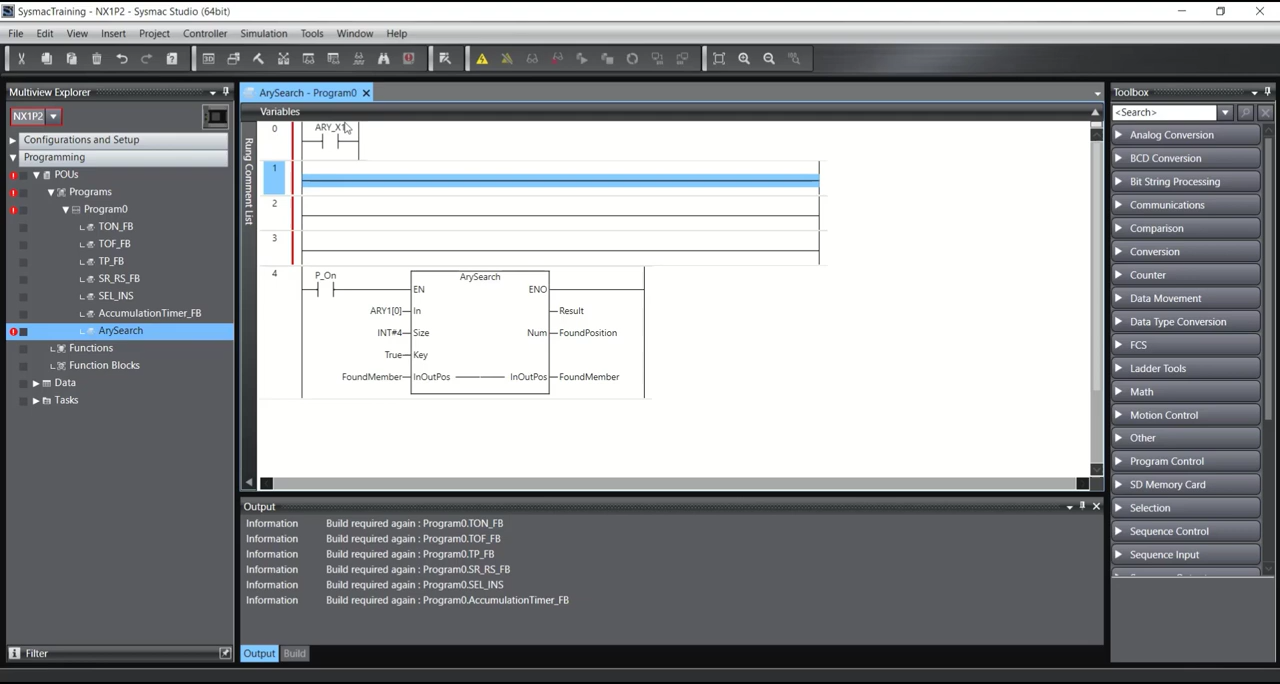 SysmacTraining - NX1P2 - Sysmac Studio (64bit)
File Edit View Insert Project Controller Simulation Tools Window Help
Multiview Explorer
NX1P2
Configurations and Setup
Programming
POUs
Programs
Program0
TON_FB
TOF_FB
TP_FB
SR_RS_FB
SEL_INS
AccumulationTimer_FB
ArySearch
Functions
Function Blocks
Data
Tasks
Filter
ArySearch - Program0
Variables
Rung Comment List
0
1
2
3
4
P_On
ArySearch
EN ENO
ARY1[0] In Result
INT#4 Size Num FoundPosition
True Key
FoundMember InOutPos InOutPos FoundMember
Output
Information Build required again : Program0.TON_FB
Information Build required again : Program0.TOF_FB
Information Build required again : Program0.TP_FB
Information Build required again : Program0.SR_RS_FB
Information Build required again : Program0.SEL_INS
Information Build required again : Program0.AccumulationTimer_FB
Output Build
Toolbox
<Search>
Analog Conversion
BCD Conversion
Bit String Processing
Communications
Comparison
Conversion
Counter
Data Movement
Data Type Conversion
FCS
Ladder Tools
Math
Motion Control
Other
Program Control
SD Memory Card
Selection
Sequence Control
Sequence Input